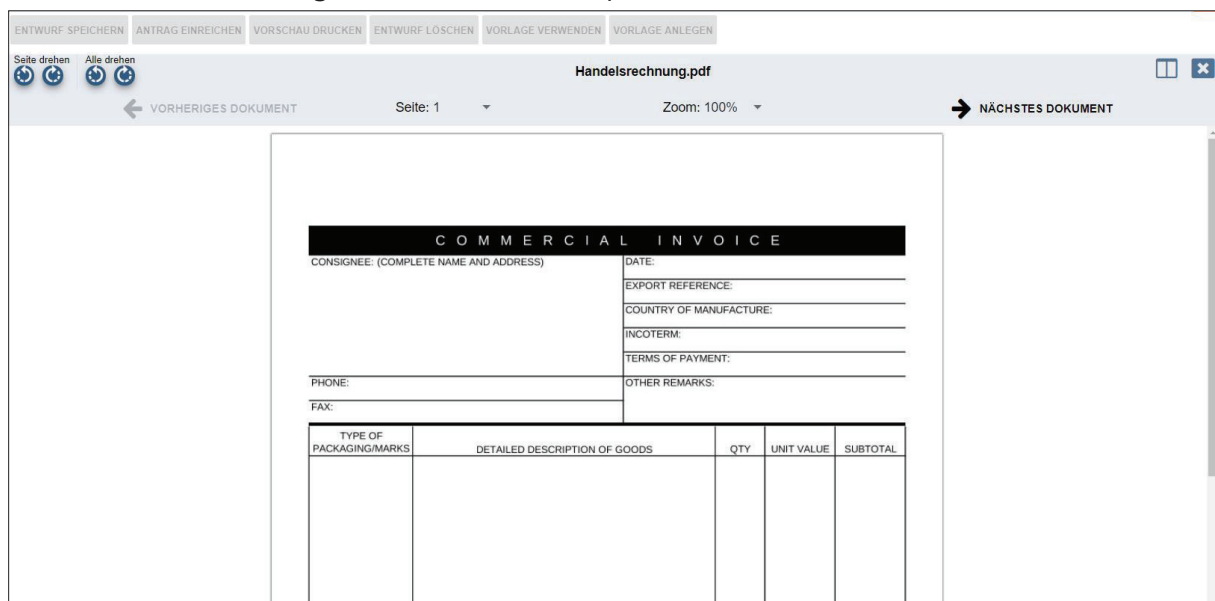 ENTWURF SPEICHERN ANTRAG EINREICHEN VORSCHAU DRUCKEN ENTWURF LÖSCHEN VORLAGE VERWENDEN VORLAGE ANLEGEN
Seite drehen Alle drehen
Handelsrechnung.pdf
VORHERIGES DOKUMENT Seite: 1 Zoom: 100% NÄCHSTES DOKUMENT
COMMERCIAL INVOICE
CONSIGNEE: (COMPLETE NAME AND ADDRESS)
DATE:
EXPORT REFERENCE:
COUNTRY OF MANUFACTURE:
INCOTERM:
TERMS OF PAYMENT:
PHONE:
OTHER REMARKS:
FAX:
TYPE OF
PACKAGING/MARKS DETAILED DESCRIPTION OF GOODS QTY UNIT VALUE SUBTOTAL